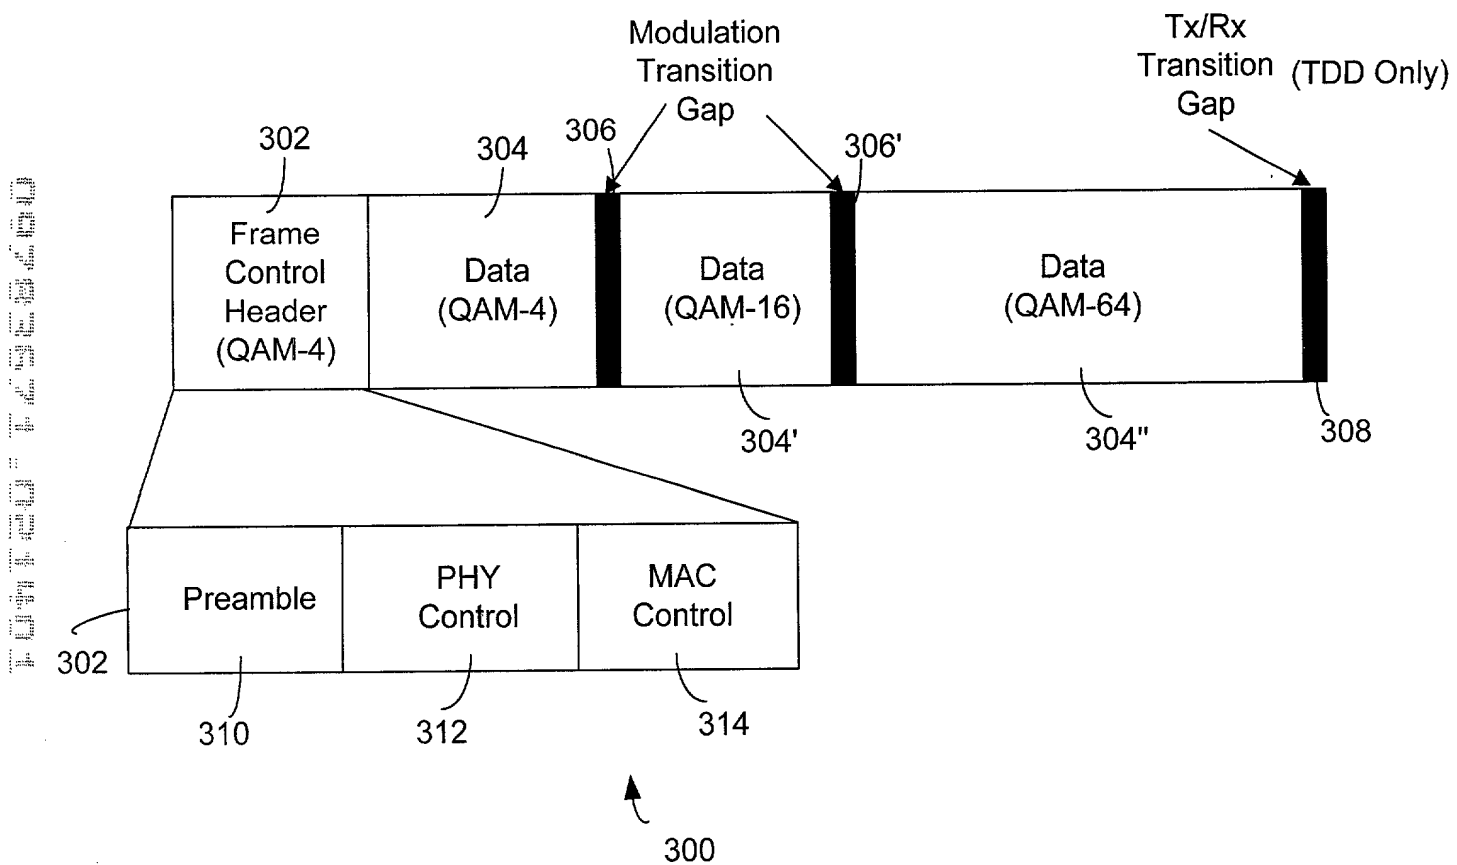 Modulation
Transition
Gap
Tx/Rx
Transition
Gap
(TDD Only)
302
304
306
306'
Frame
Control
Header
(QAM-4)
Data
(QAM-4)
Data
(QAM-16)
Data
(QAM-64)
304'
304"
308
Preamble
PHY
Control
MAC
Control
302
310
312
314
300